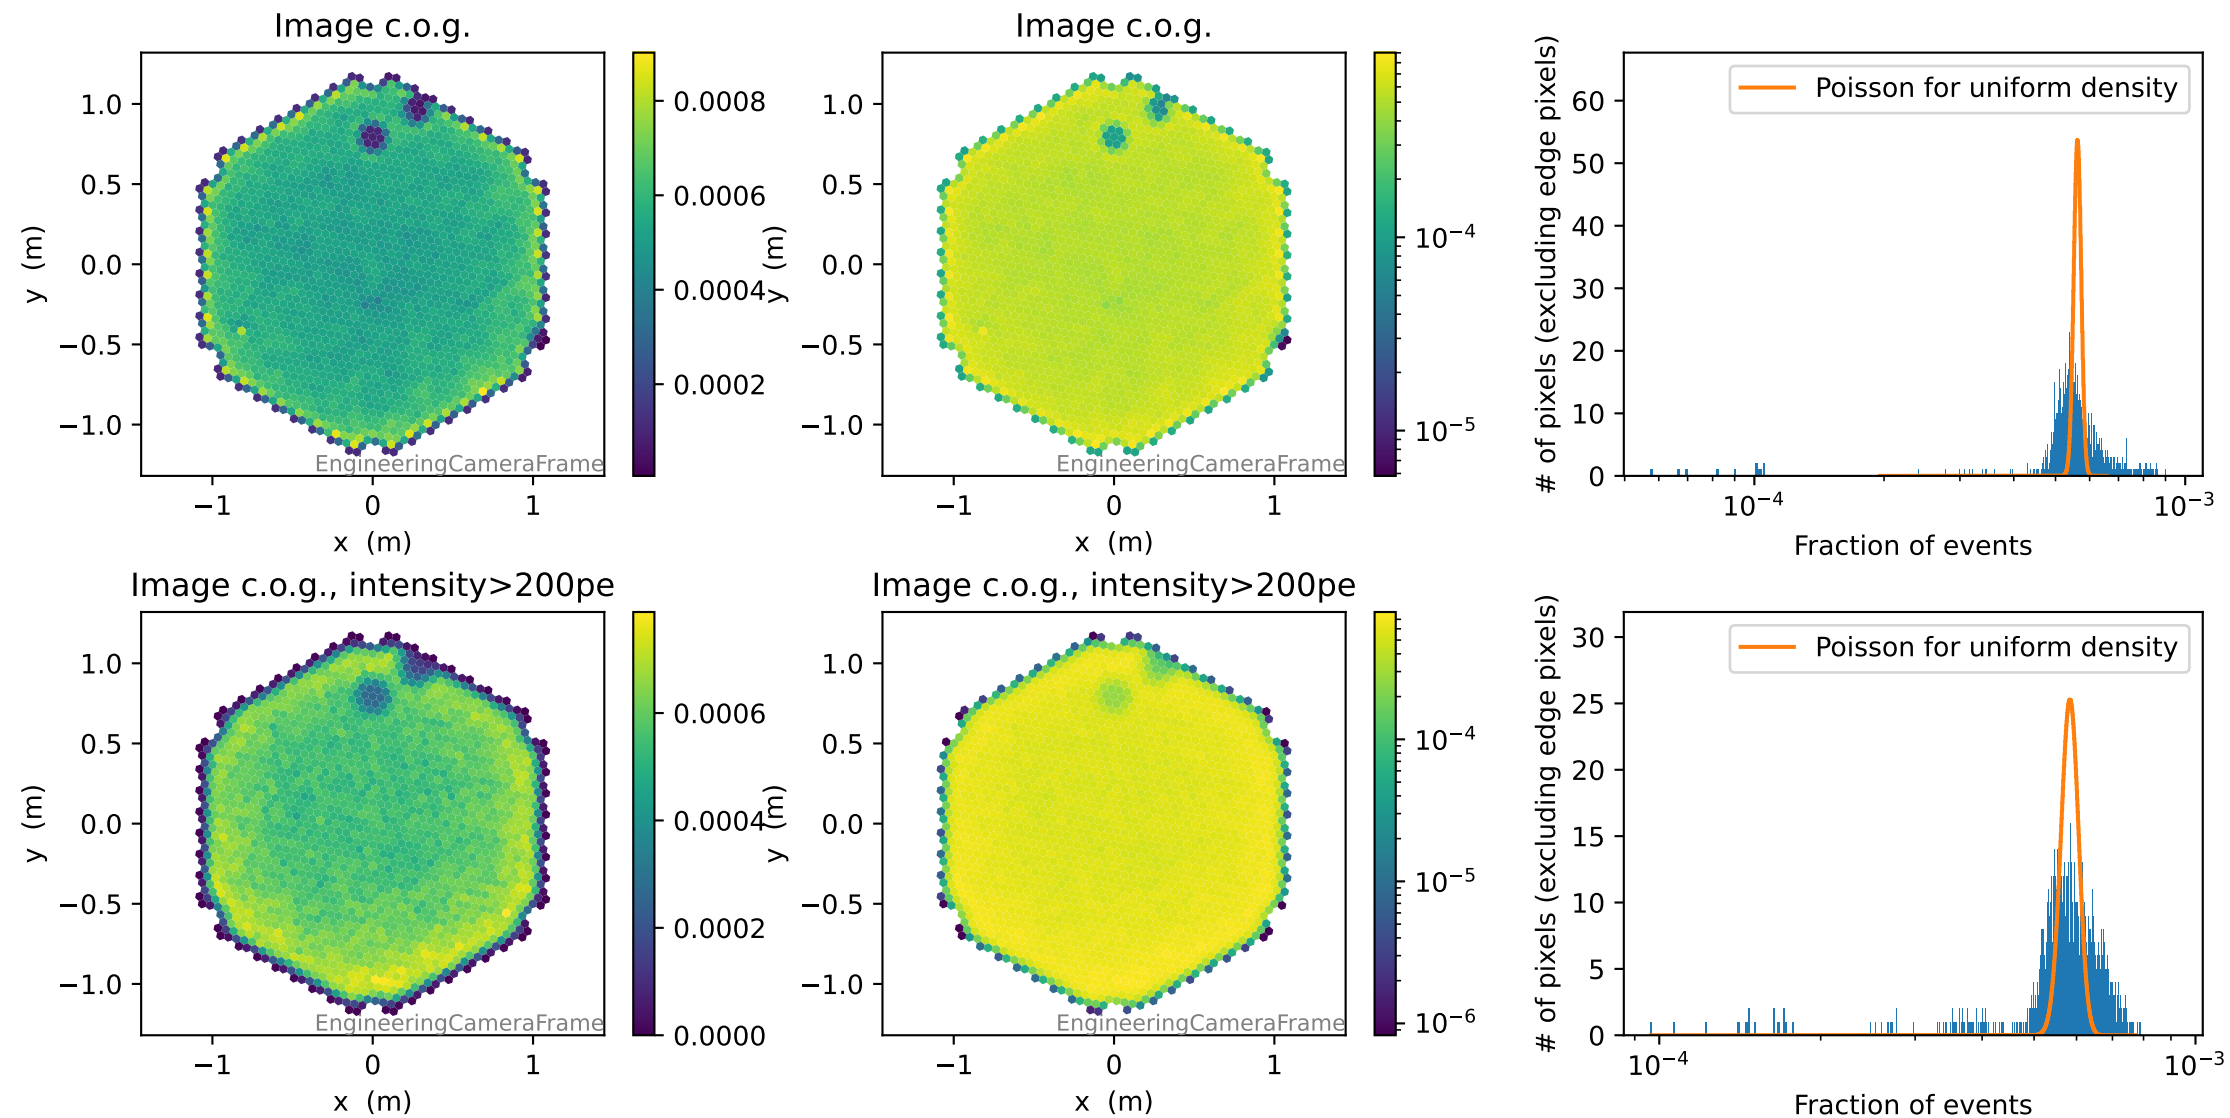 Image c.o.g.
1.0
0.5
0.0
−0.5
−1.0
y (m)
−1
0
1
x (m)
EngineeringCameraFrame
0.0008
0.0006
0.0004
0.0002
Image c.o.g.
1.0
0.5
0.0
−0.5
−1.0
y (m)
−1
0
1
x (m)
EngineeringCameraFrame
10⁻⁴
10⁻⁵
# of pixels (excluding edge pixels)
60
50
40
30
20
10
0
Poisson for uniform density
10⁻⁴
10⁻³
Fraction of events
Image c.o.g., intensity>200pe
1.0
0.5
0.0
−0.5
−1.0
y (m)
−1
0
1
x (m)
EngineeringCameraFrame
0.0006
0.0004
0.0002
0.0000
Image c.o.g., intensity>200pe
1.0
0.5
0.0
−0.5
−1.0
y (m)
−1
0
1
x (m)
EngineeringCameraFrame
10⁻⁴
10⁻⁵
10⁻⁶
# of pixels (excluding edge pixels)
30
25
20
15
10
5
0
Poisson for uniform density
10⁻⁴
10⁻³
Fraction of events